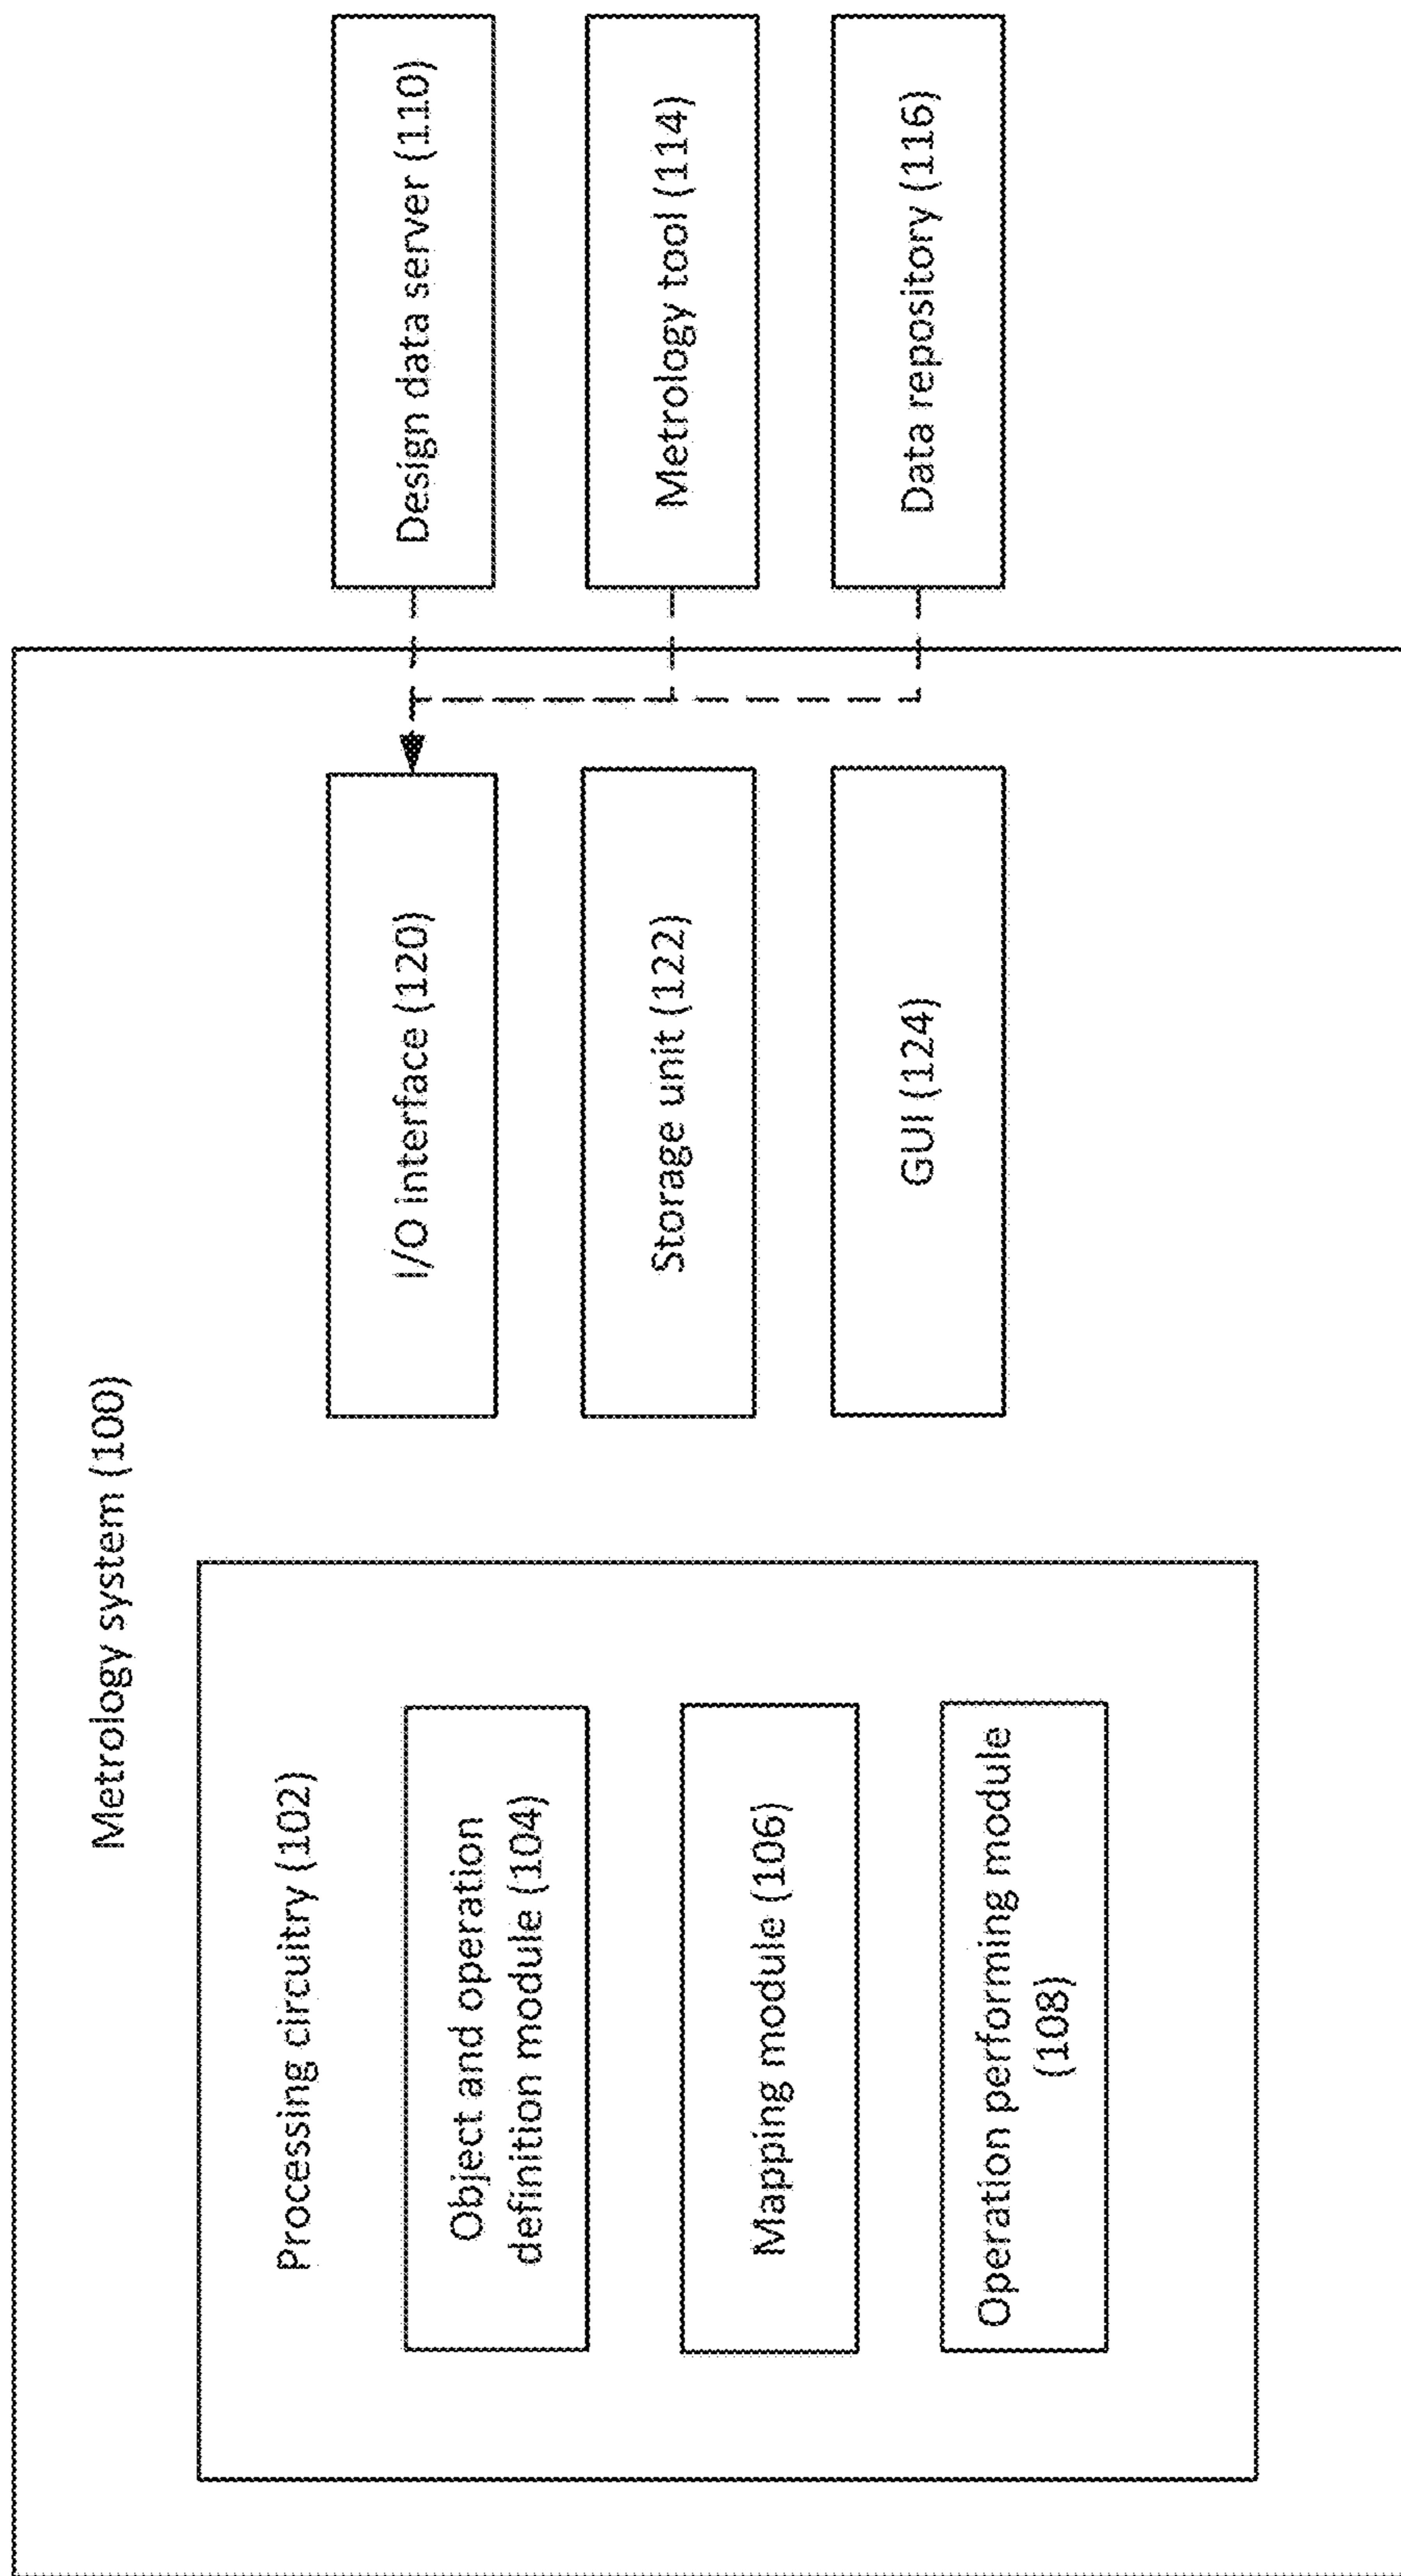 Metrology system (100)
Processing circuitry (102)
Object and operation
definition module (104)
Mapping module (106)
Operation performing module
(108)
I/O interface (120)
Storage unit (122)
GUI (124)
Design data server (110)
Metrology tool (114)
Data repository (116)